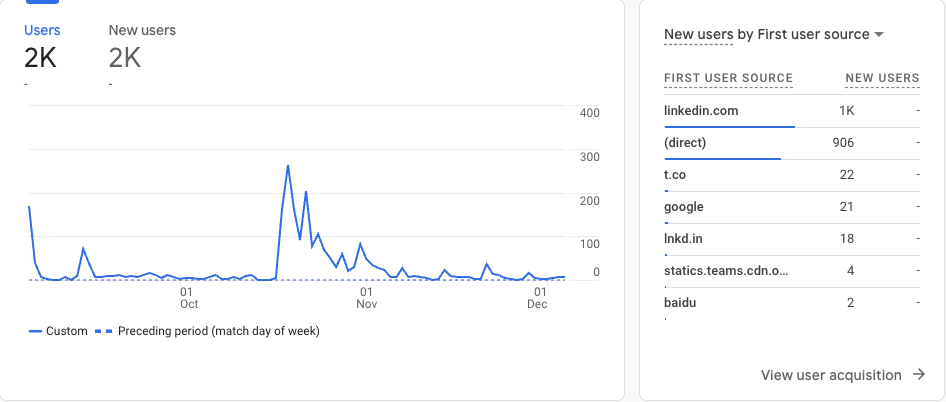 Users
New users
2K
2K
-
-
400
300
200
100
0
01
Oct
01
Nov
01
Dec
Custom
Preceding period (match day of week)
New users by First user source
FIRST USER SOURCE
NEW USERS
linkedin.com 1K -
(direct) 906 -
t.co 22 -
google 21 -
lnkd.in 18 -
statics.teams.cdn.o... 4 -
baidu 2 -
View user acquisition →